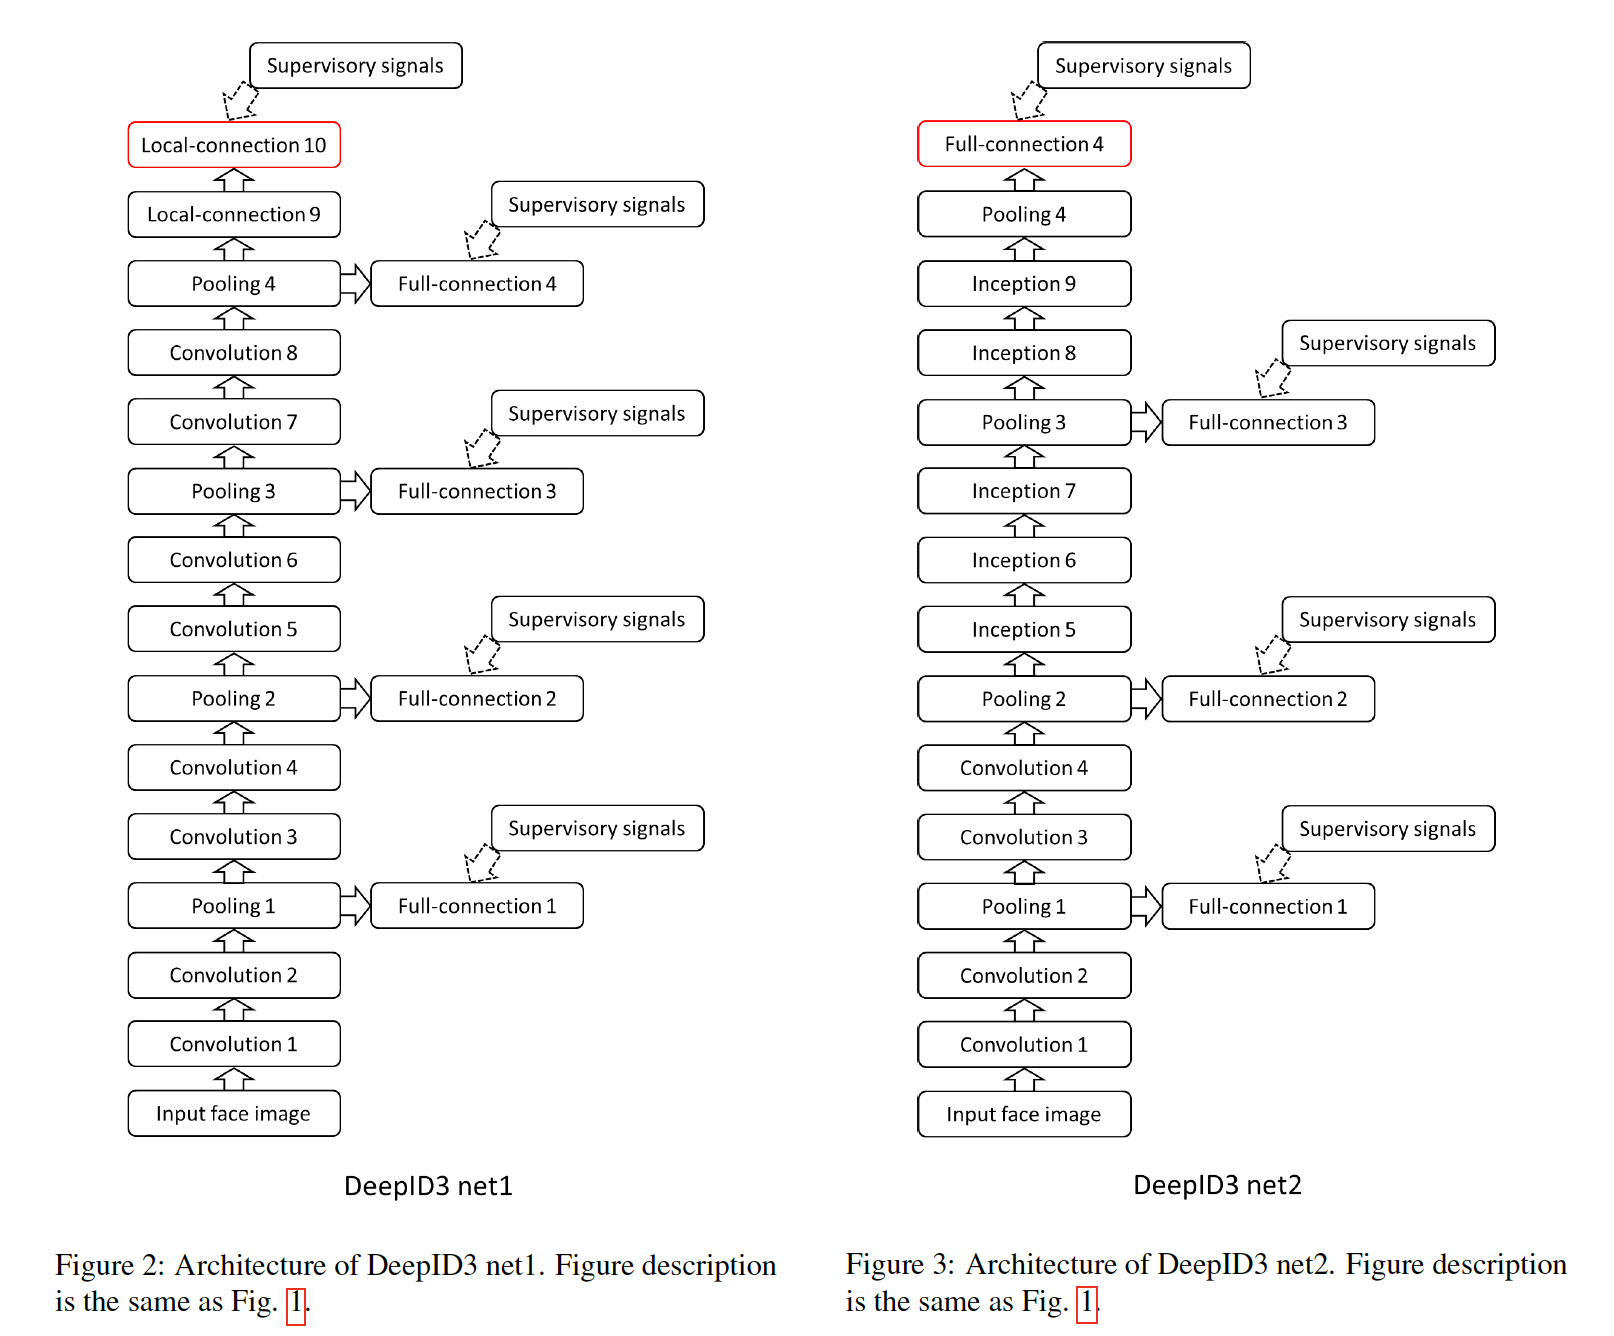 Supervisory signals
Local-connection 10
Local-connection 9
Supervisory signals
Pooling 4
Full-connection 4
Convolution 8
Convolution 7
Supervisory signals
Pooling 3
Full-connection 3
Convolution 6
Convolution 5
Supervisory signals
Pooling 2
Full-connection 2
Convolution 4
Convolution 3
Supervisory signals
Pooling 1
Full-connection 1
Convolution 2
Convolution 1
Input face image
DeepID3 net1
Figure 2: Architecture of DeepID3 net1. Figure description
is the same as Fig. 1.
Supervisory signals
Full-connection 4
Pooling 4
Inception 9
Inception 8
Supervisory signals
Pooling 3
Full-connection 3
Inception 7
Inception 6
Inception 5
Supervisory signals
Pooling 2
Full-connection 2
Convolution 4
Convolution 3
Supervisory signals
Pooling 1
Full-connection 1
Convolution 2
Convolution 1
Input face image
DeepID3 net2
Figure 3: Architecture of DeepID3 net2. Figure description
is the same as Fig. 1.